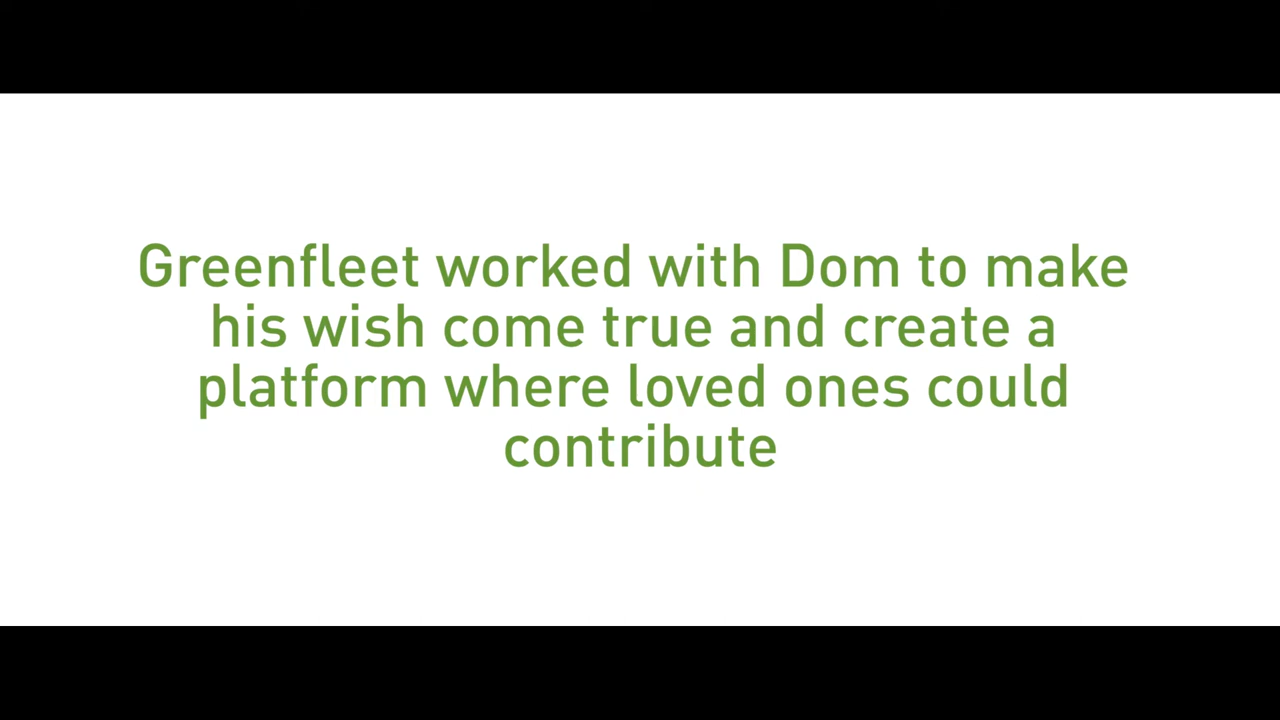 Greenfleet worked with Dom to make
his wish come true and create a
platform where loved ones could
contribute